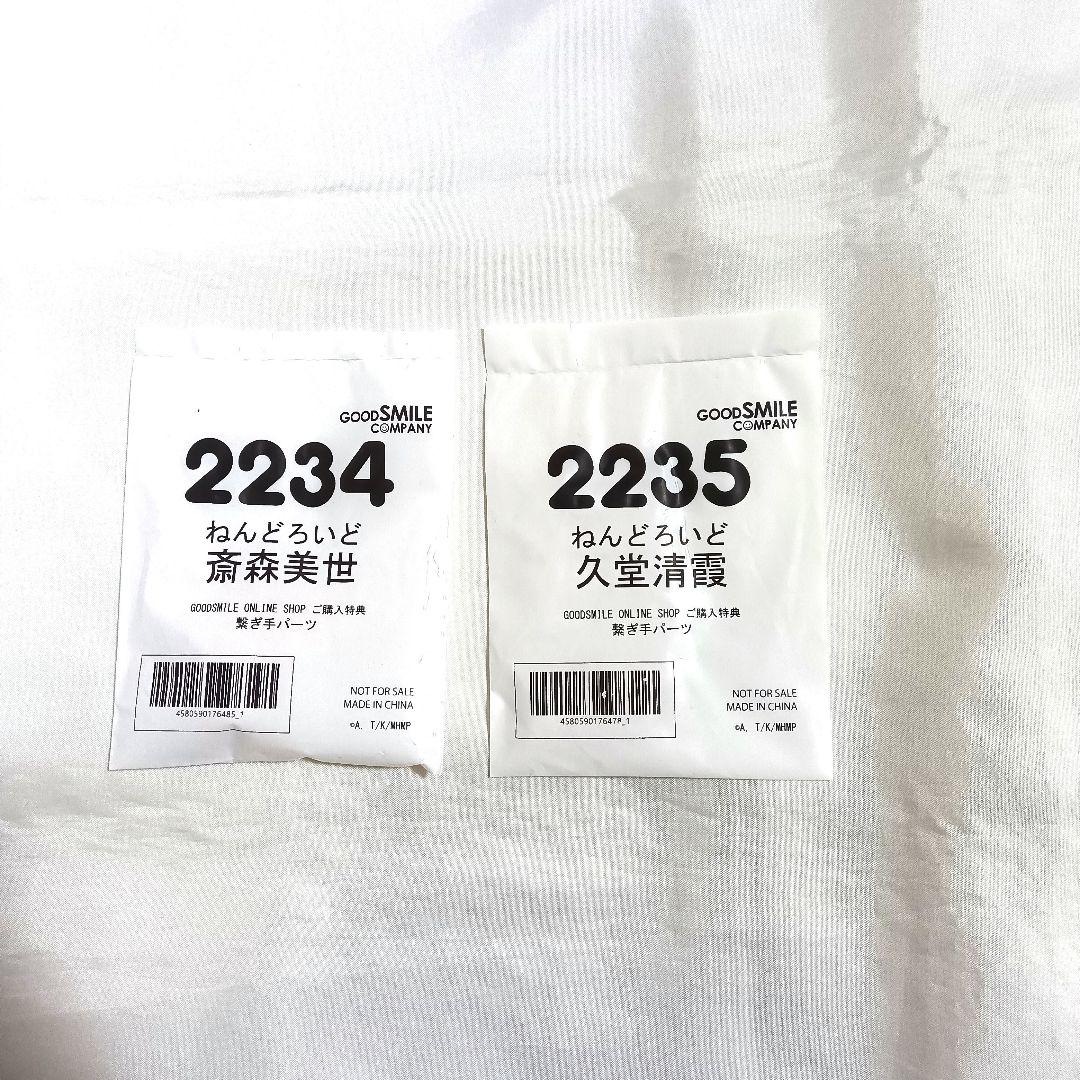 GOODSMILE
COMPANY
2234
ねんどろいど
斎森美世
GOODSMILE ONLINE SHOP ご購入特典
繋ぎ手パーツ
4580590176485_1
NOT FOR SALE
MADE IN CHINA
©A. T/K/MHMP
GOODSMILE
COMPANY
2235
ねんどろいど
久堂清霞
GOODSMILE ONLINE SHOP ご購入特典
繋ぎ手パーツ
4580590176478_1
NOT FOR SALE
MADE IN CHINA
©A. T/K/MHMP